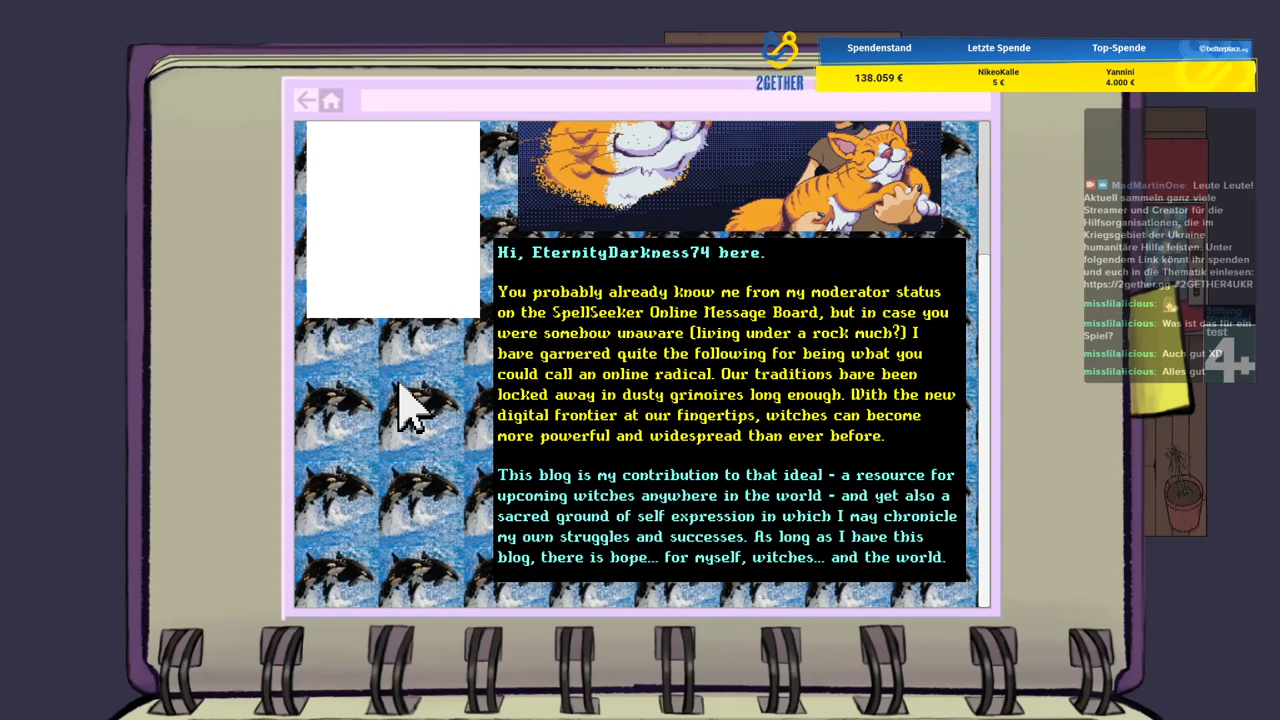 Spendenstand
Letzte Spende
Top-Spende
©betterplace.org
138.059 €
NikeoKalle
5 €
Yannini
4.000 €
2GETHER
Hi, EternityDarkness74 here.
You probably already know me from my moderator status
on the SpellSeeker Online Message Board, but in case you
were somehow unaware (living under a rock much?) I
have garnered quite the following for being what you
could call an online radical. Our traditions have been
locked away in dusty grimoires long enough. With the new
digital frontier at our fingertips, witches can become
more powerful and widespread than ever before.
This blog is my contribution to that ideal - a resource for
upcoming witches anywhere in the world - and yet also a
sacred ground of self expression in which I may chronicle
my own struggles and successes. As long as I have this
blog, there is hope... for myself, witches... and the world.
MadMartinOne: Leute Leute!
Aktuell sammeln ganz viele
Streamer und Creator für die
Hilfsorganisationen, die im
Kriegsgebiet der Ukraine
humanitäre Hilfe leisten. Unter
folgendem Link könnt ihr spenden
und euch in die Thematik einlesen:
https://2gether.gg #2GETHER4UKR
misslilalicious:
misslilalicious: Was ist das für ein
Spiel?
misslilalicious: Auch gut XD
misslilalicious: Alles gut
Stiftung
test
4+